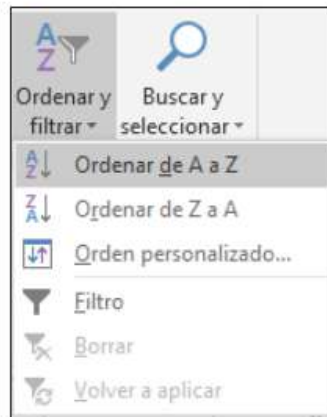 Ordenar y
filtrar
Buscar y
seleccionar
Ordenar de A a Z
Ordenar de Z a A
Orden personalizado...
Filtro
Borrar
Volver a aplicar